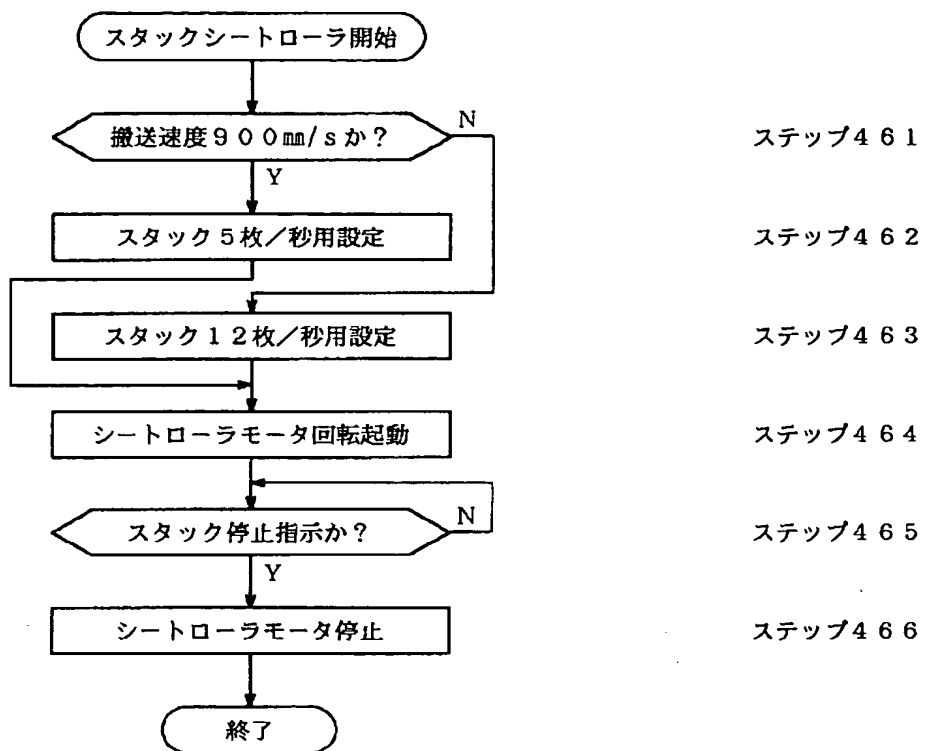 スタックシートローラ開始
搬送速度900㎜/sか?
N
ステップ461
Y
スタック5枚/秒用設定
ステップ462
スタック12枚/秒用設定
ステップ463
シートローラモータ回転起動
ステップ464
スタック停止指示か?
N
ステップ465
Y
シートローラモータ停止
ステップ466
終了